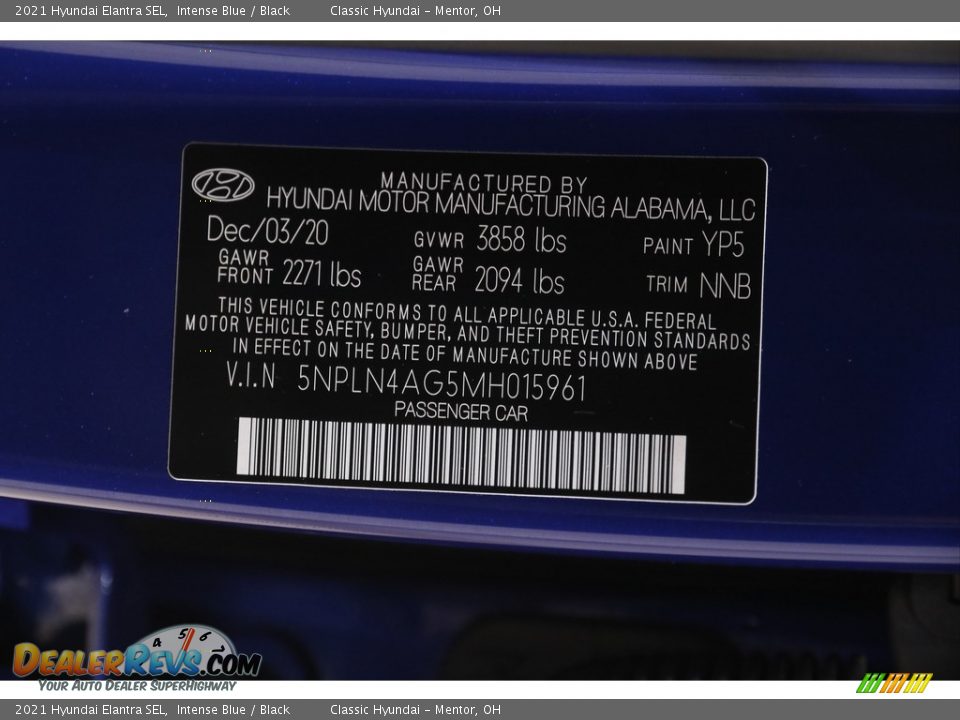 2021 Hyundai Elantra SEL, Intense Blue / Black Classic Hyundai - Mentor, OH
MANUFACTURED BY
HYUNDAI MOTOR MANUFACTURING ALABAMA, LLC
Dec/03/20 GVWR 3858 lbs PAINT YP5
GAWR FRONT 2271 lbs GAWR REAR 2094 lbs TRIM NNB
THIS VEHICLE CONFORMS TO ALL APPLICABLE U.S.A. FEDERAL
MOTOR VEHICLE SAFETY, BUMPER, AND THEFT PREVENTION STANDARDS
IN EFFECT ON THE DATE OF MANUFACTURE SHOWN ABOVE
V.I.N 5NPLN4AG5MH015961
PASSENGER CAR
4 5 6
DEALERREVS.COM
YOUR AUTO DEALER SUPERHIGHWAY
2021 Hyundai Elantra SEL, Intense Blue / Black Classic Hyundai - Mentor, OH